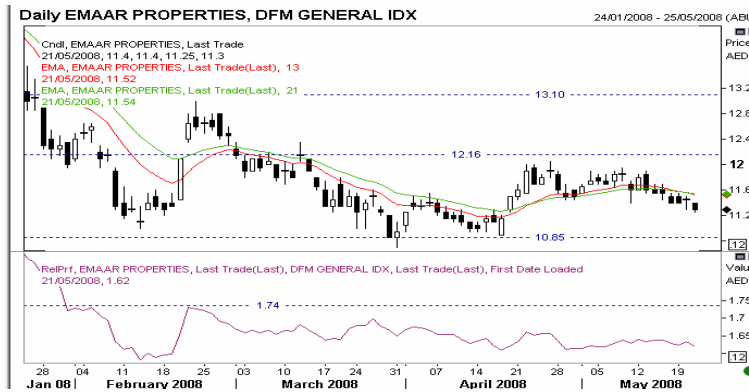 Daily EMAAR PROPERTIES, DFM GENERAL IDX
24/01/2008 - 25/05/2008 (ABU
Cndl, EMAAR PROPERTIES, Last Trade
21/05/2008, 11.4, 11.4, 11.25, 11.3
EMA, EMAAR PROPERTIES, Last Trade(Last), 13
21/05/2008, 11.52
EMA, EMAAR PROPERTIES, Last Trade(Last), 21
21/05/2008, 11.54
Price
AED
13.2
13.10
12.16
12
11.6
11.2
10.85
.12
RelPrf, EMAAR PROPERTIES, Last Trade(Last), DFM GENERAL IDX, Last Trade(Last), First Date Loaded
21/05/2008, 1.62
Valu
AED
1.74
1.75
1.7
1.65
.12
28 04 11 18 25 03 10 17 24 31 07 14 21 28 05 12 19
Jan 08 February 2008 March 2008 April 2008 May 2008